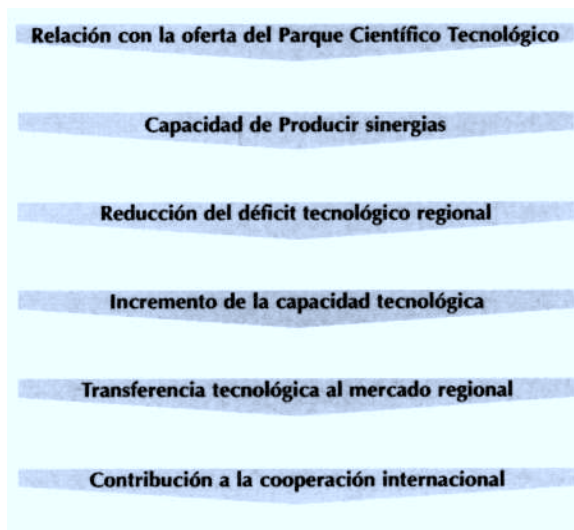 Relación con la oferta del Parque Científico Tecnológico
Capacidad de Producir sinergias
Reducción del déficit tecnológico regional
Incremento de la capacidad tecnológica
Transferencia tecnológica al mercado regional
Contribución a la cooperación internacional